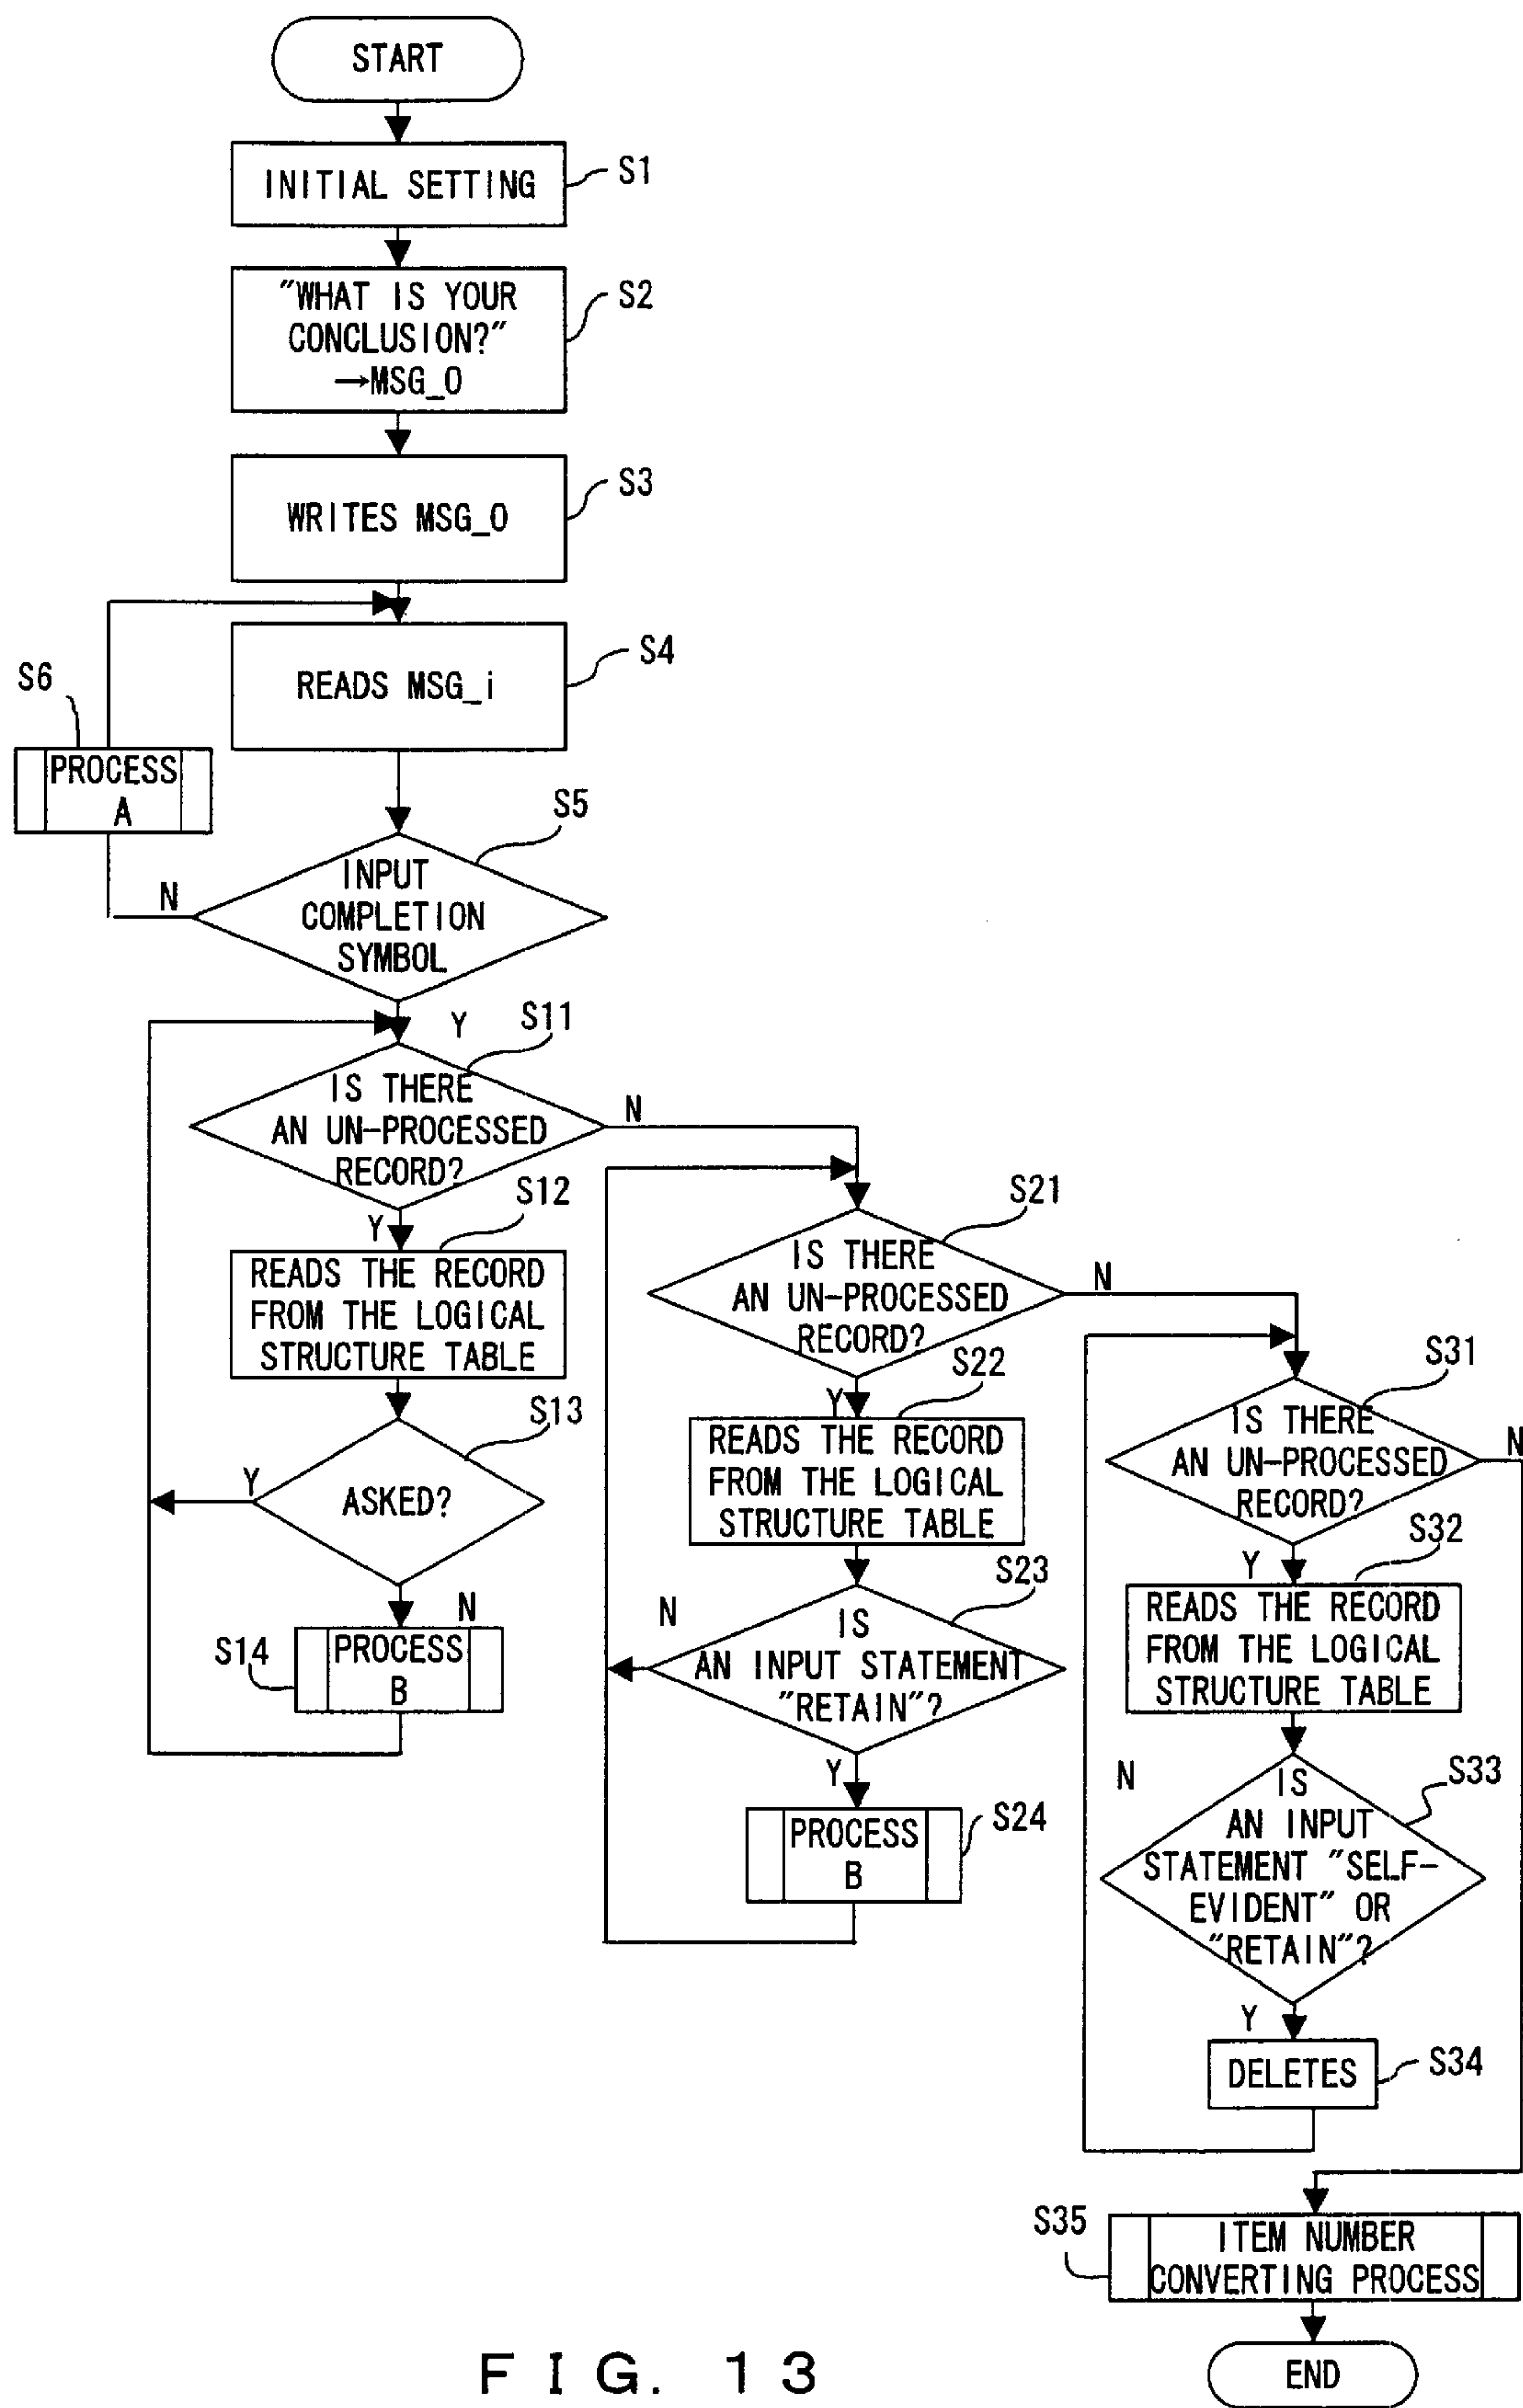 START
INITIAL SETTING
S1
"WHAT IS YOUR
CONCLUSION?"
→MSG_O
S2
WRITES MSG_O
S3
READS MSG_i
S4
S6
PROCESS
A
S5
INPUT
COMPLETION
SYMBOL
N
Y
S11
IS THERE
AN UN-PROCESSED
RECORD?
N
Y
S12
READS THE RECORD
FROM THE LOGICAL
STRUCTURE TABLE
S13
ASKED?
Y
N
S14
PROCESS
B
S21
IS THERE
AN UN-PROCESSED
RECORD?
N
Y
S22
READS THE RECORD
FROM THE LOGICAL
STRUCTURE TABLE
S23
N
IS
AN INPUT STATEMENT
"RETAIN"?
Y
PROCESS
B
S24
S31
IS THERE
AN UN-PROCESSED
RECORD?
N
Y
S32
READS THE RECORD
FROM THE LOGICAL
STRUCTURE TABLE
N
S33
IS
AN INPUT
STATEMENT "SELF-
EVIDENT" OR
"RETAIN"?
Y
DELETES
S34
S35
ITEM NUMBER
CONVERTING PROCESS
END
FIG. 13